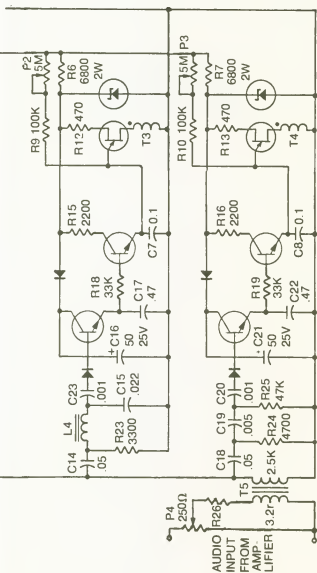 P2
5M
R6
6800
2W
R9 100K
R12 470
T3
R15
2200
C7 0.1
R18
33K
C17
.47
C16
50
25V
+
C23
.001
C15
.022
L4
R23
3300
C14
.05
P3
5M
R7
6800
2W
R10 100K
R13 470
T4
R16
2200
C8 0.1
R19
33K
C22
.47
C21
50
25V
C20
.001
R25
47K
C19
.005
R24
4700
C18
.05
2.5K
T5
3.2r
P4
250Ω
R26
AUDIO
INPUT
FROM
AMP-
LIFIER